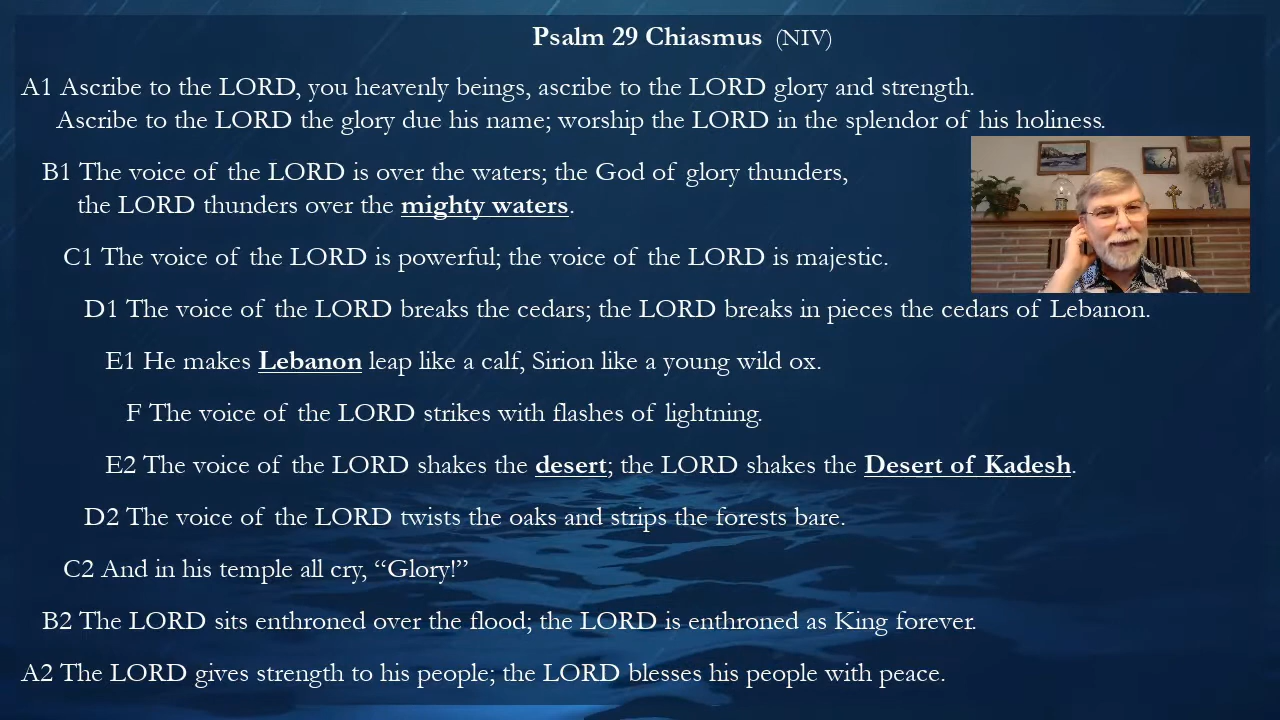 Psalm 29 Chiasmus (NIV)
A1 Ascribe to the LORD, you heavenly beings, ascribe to the LORD glory and strength.
Ascribe to the LORD the glory due his name; worship the LORD in the splendor of his holiness.
B1 The voice of the LORD is over the waters; the God of glory thunders,
the LORD thunders over the mighty waters.
C1 The voice of the LORD is powerful; the voice of the LORD is majestic.
D1 The voice of the LORD breaks the cedars; the LORD breaks in pieces the cedars of Lebanon.
E1 He makes Lebanon leap like a calf, Sirion like a young wild ox.
F The voice of the LORD strikes with flashes of lightning.
E2 The voice of the LORD shakes the desert; the LORD shakes the Desert of Kadesh.
D2 The voice of the LORD twists the oaks and strips the forests bare.
C2 And in his temple all cry, “Glory!”
B2 The LORD sits enthroned over the flood; the LORD is enthroned as King forever.
A2 The LORD gives strength to his people; the LORD blesses his people with peace.